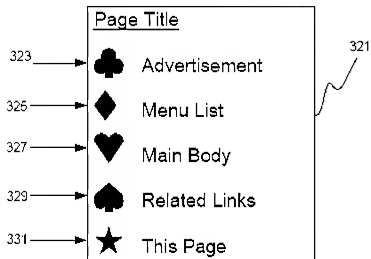 Page Title
321
323 Advertisement
325 Menu List
327 Main Body
329 Related Links
331 This Page